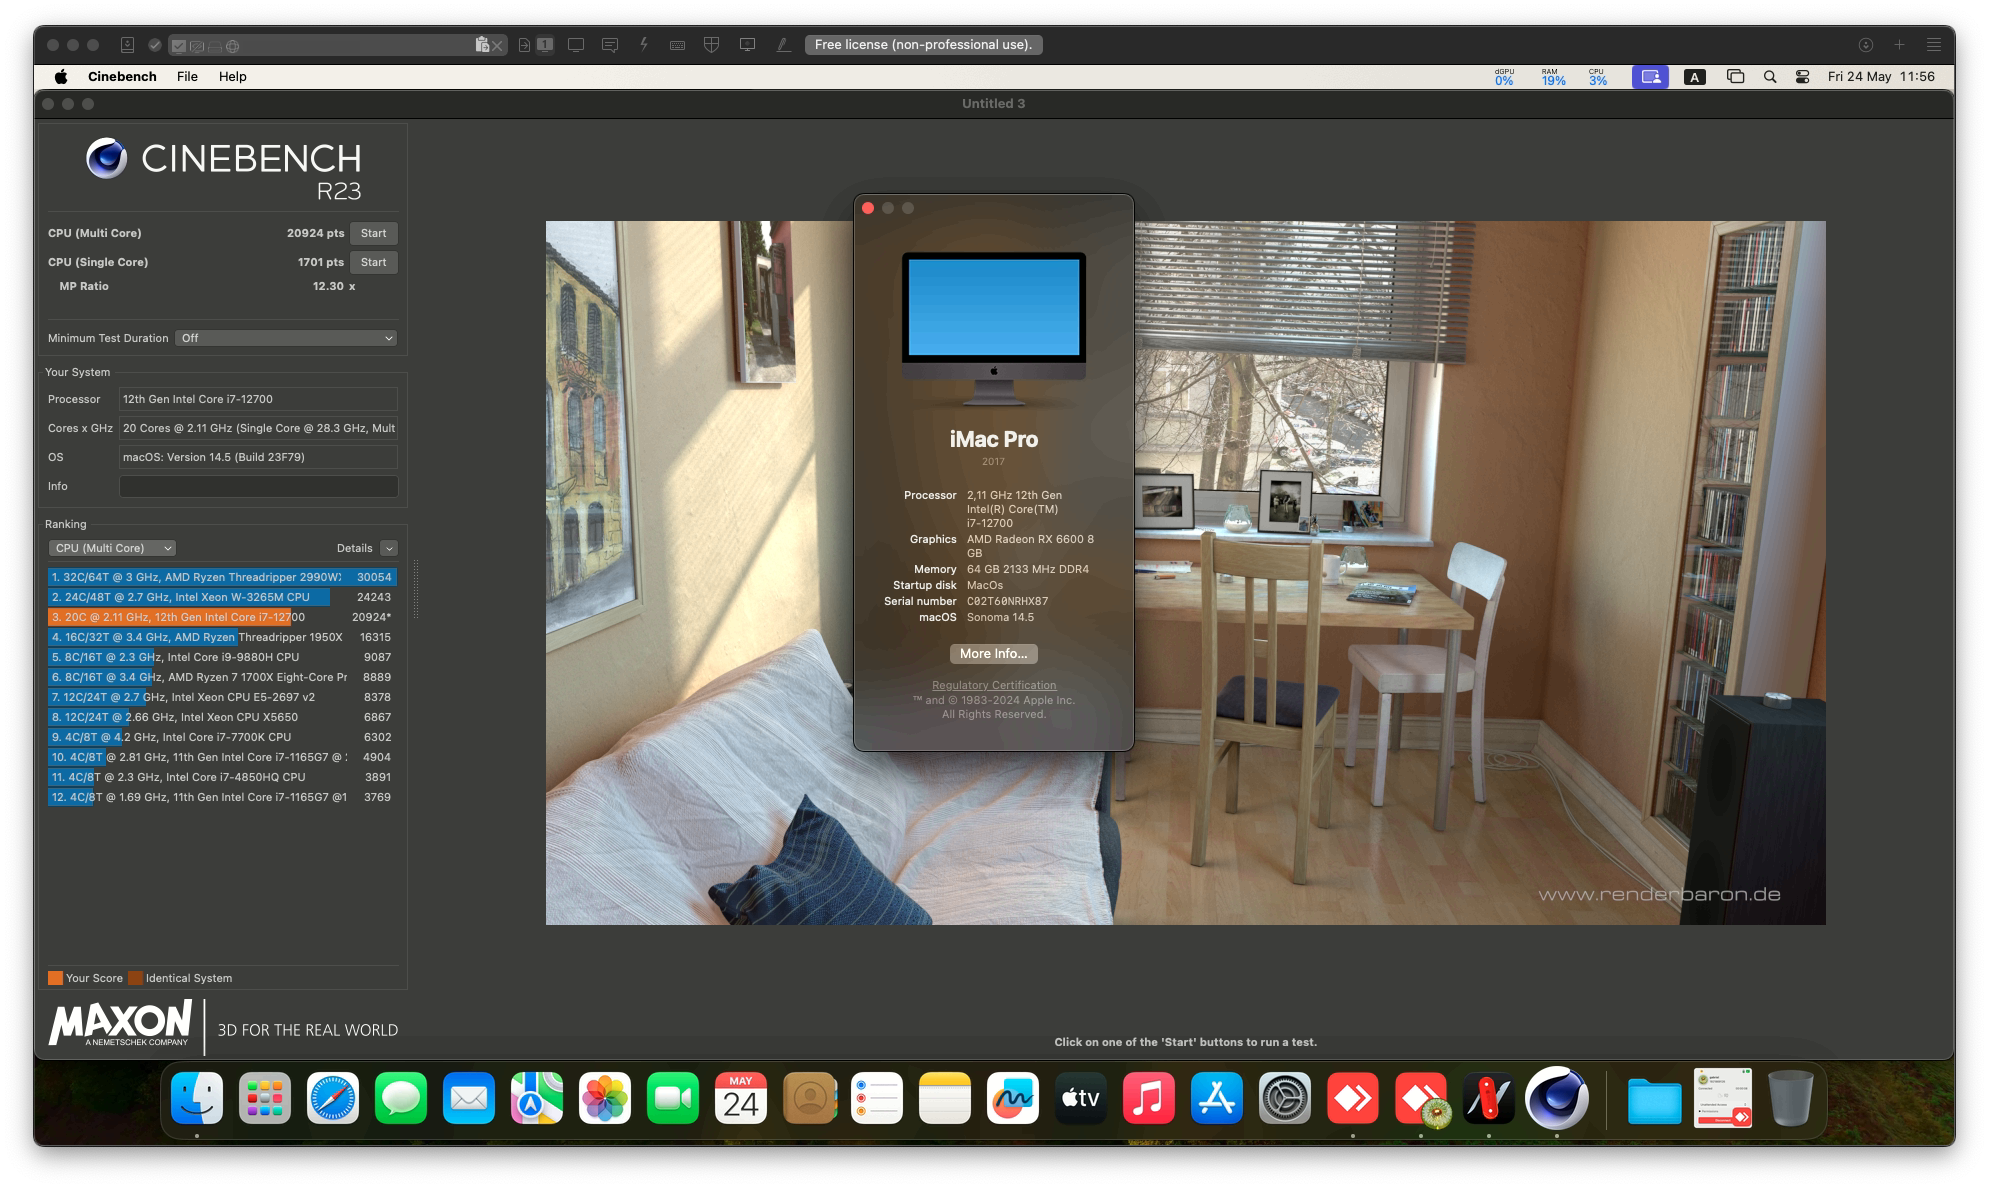 1
Free license (non-professional use).
Cinebench
File
Help
dGPU
0%
RAM
19%
CPU
3%
A
Fri 24 May 11:56
Untitled 3
CINEBENCH
R23
CPU (Multi Core) 20924 pts Start
CPU (Single Core) 1701 pts Start
MP Ratio 12.30 x
Minimum Test Duration Off
Your System
Processor 12th Gen Intel Core i7-12700
Cores x GHz 20 Cores @ 2.11 GHz (Single Core @ 28.3 GHz, Mult
OS macOS: Version 14.5 (Build 23F79)
Info
Ranking
CPU (Multi Core) Details
1. 32C/64T @ 3 GHz, AMD Ryzen Threadripper 2990W 30054
2. 24C/48T @ 2.7 GHz, Intel Xeon W-3265M CPU 24243
3. 20C @ 2.11 GHz, 12th Gen Intel Core i7-12700 20924*
4. 16C/32T @ 3.4 GHz, AMD Ryzen Threadripper 1950X 16315
5. 8C/16T @ 2.3 GHz, Intel Core i9-9880H CPU 9087
6. 8C/16T @ 3.4 GHz, AMD Ryzen 7 1700X Eight-Core Pr 8889
7. 12C/24T @ 2.7 GHz, Intel Xeon CPU E5-2697 v2 8378
8. 12C/24T @ 2.66 GHz, Intel Xeon CPU X5650 6867
9. 4C/8T @ 4.2 GHz, Intel Core i7-7700K CPU 6302
10. 4C/8T @ 2.81 GHz, 11th Gen Intel Core i7-1165G7 @ 4904
11. 4C/8T @ 2.3 GHz, Intel Core i7-4850HQ CPU 3891
12. 4C/8T @ 1.69 GHz, 11th Gen Intel Core i7-1165G7 @1 3769
Your Score Identical System
MAXON
A NEMETSCHEK COMPANY
3D FOR THE REAL WORLD
iMac Pro
2017
Processor 2,11 GHz 12th Gen
Intel(R) Core(TM)
i7-12700
Graphics AMD Radeon RX 6600 8
GB
Memory 64 GB 2133 MHz DDR4
Startup disk MacOs
Serial number C02T60NRHX87
macOS Sonoma 14.5
More Info...
Regulatory Certification
™ and © 1983-2024 Apple Inc.
All Rights Reserved.
www.renderbaron.de
Click on one of the 'Start' buttons to run a test.
MAY
24
tv